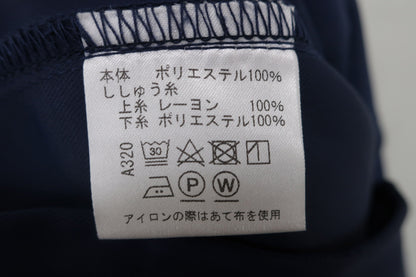 本体 ポリエステル100%
ししゅう糸
上糸 レーヨン 100%
下糸 ポリエステル100%
A320
30
P W
アイロンの際はあて布を使用